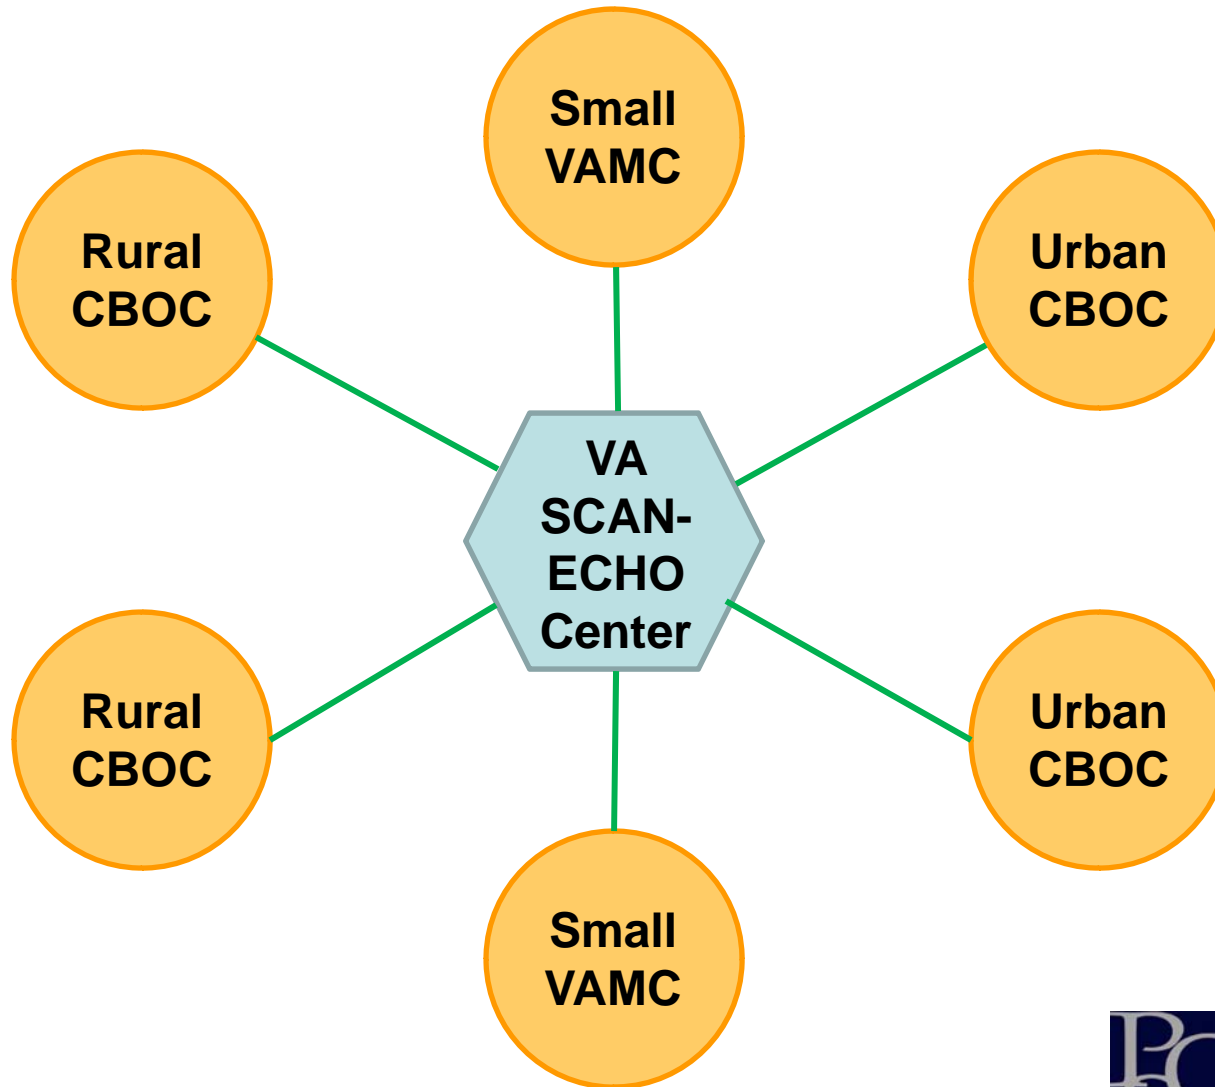 Small
VAMC
Rural
CBOC
Urban
CBOC
VA
SCAN-
ECHO
Center
Rural
CBOC
Urban
CBOC
Small
VAMC